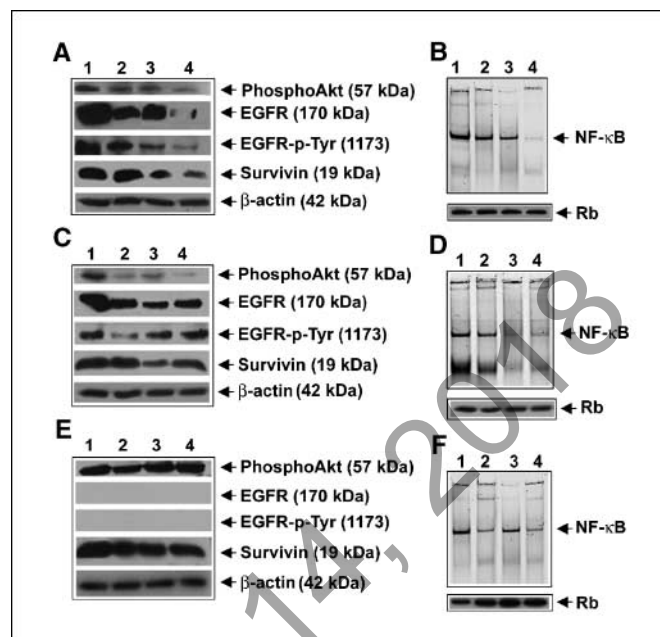 A
1 2 3 4
PhosphoAkt (57 kDa)
EGFR (170 kDa)
EGFR-p-Tyr (1173)
Survivin (19 kDa)
β-actin (42 kDa)
B
1 2 3 4
NF-κB
Rb
C
1 2 3 4
PhosphoAkt (57 kDa)
EGFR (170 kDa)
EGFR-p-Tyr (1173)
Survivin (19 kDa)
β-actin (42 kDa)
D
1 2 3 4
NF-κB
Rb
E
1 2 3 4
PhosphoAkt (57 kDa)
EGFR (170 kDa)
EGFR-p-Tyr (1173)
Survivin (19 kDa)
β-actin (42 kDa)
F
1 2 3 4
NF-κB
Rb
14, 2018